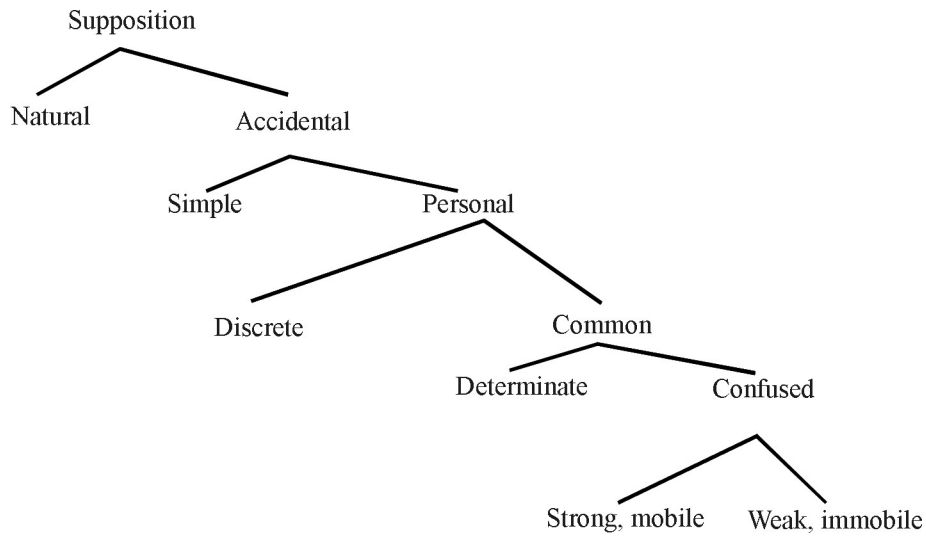 Supposition
Natural
Accidental
Simple
Personal
Discrete
Common
Determinate
Confused
Strong, mobile
Weak, immobile